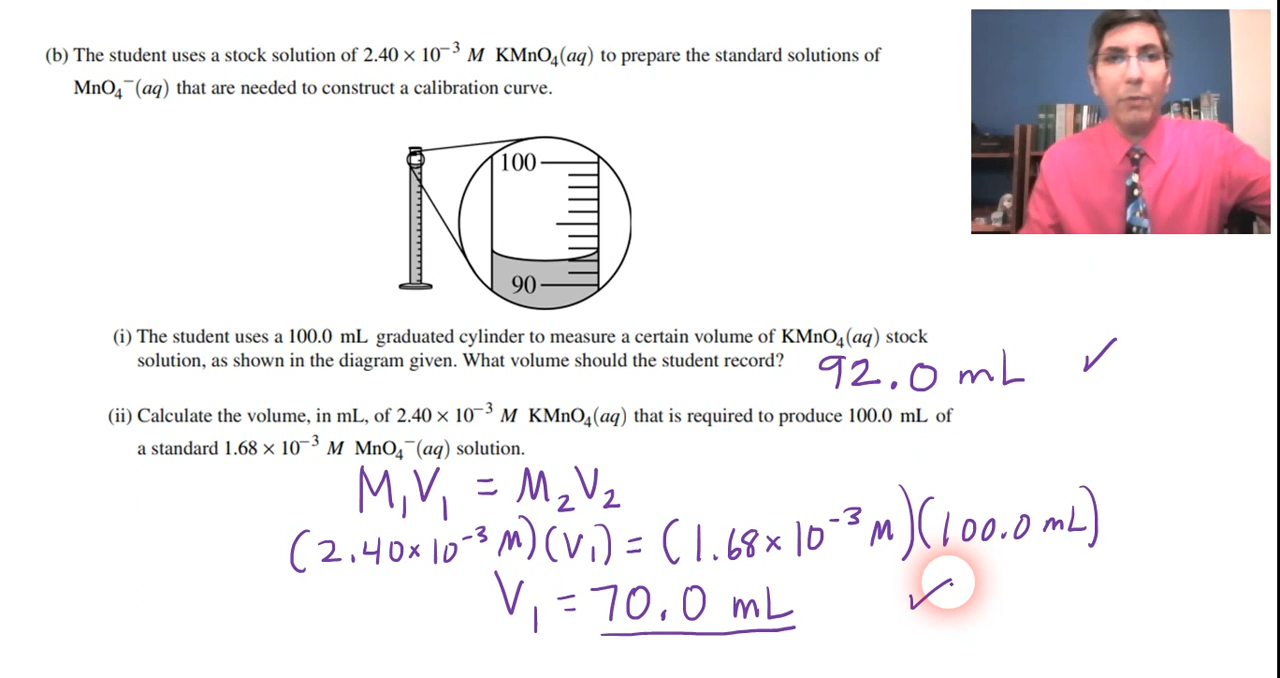 (b) The student uses a stock solution of 2.40 × 10⁻³ M KMnO₄(aq) to prepare the standard solutions of
MnO₄⁻(aq) that are needed to construct a calibration curve.
100
90
(i) The student uses a 100.0 mL graduated cylinder to measure a certain volume of KMnO₄(aq) stock
solution, as shown in the diagram given. What volume should the student record?
92.0 mL ✓
(ii) Calculate the volume, in mL, of 2.40 × 10⁻³ M KMnO₄(aq) that is required to produce 100.0 mL of
a standard 1.68 × 10⁻³ M MnO₄⁻(aq) solution.
M₁V₁ = M₂V₂
(2.40×10⁻³ M)(V₁) = (1.68×10⁻³ M)(100.0 mL)
V₁ = 70.0 mL ✓